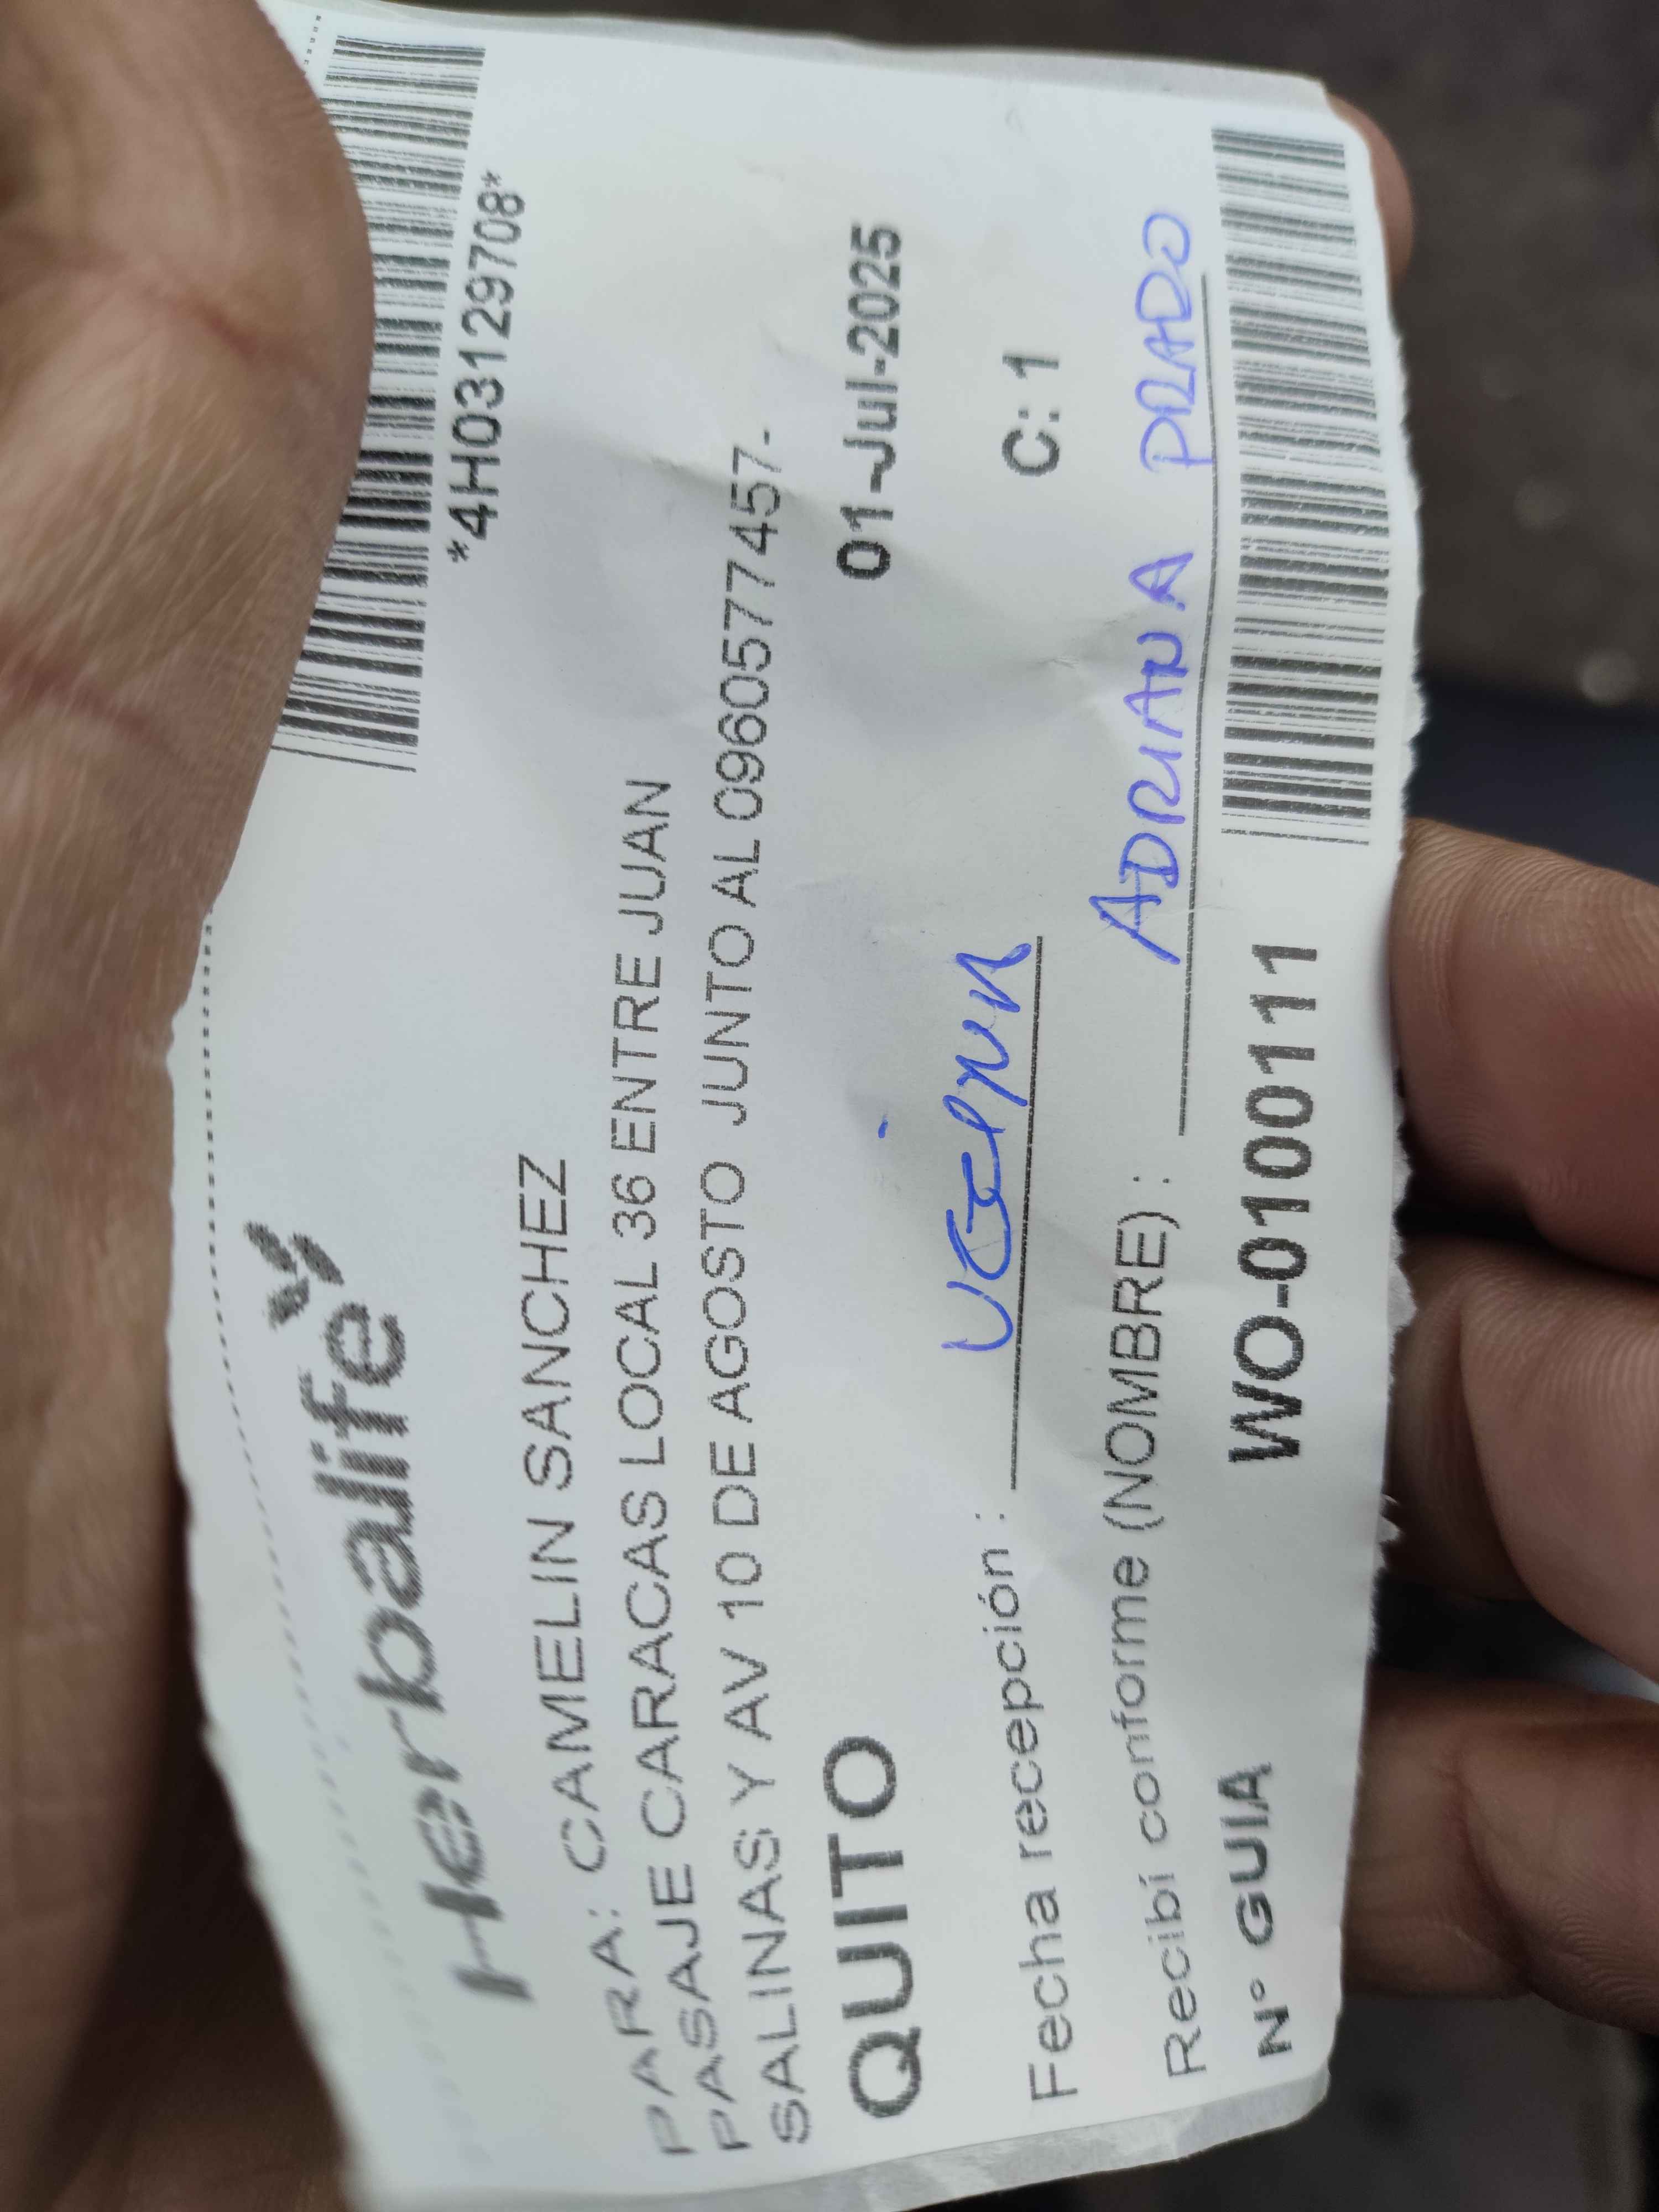 Herbalife
*4H03129708*
PARA: CAMELIN SANCHEZ
PASAJE CARACAS LOCAL 36 ENTRE JUAN
SALINAS Y AV 10 DE AGOSTO JUNTO AL 0960577457-
QUITO 01-Jul-2025
Fecha recepción : C: 1
Recibí conforme (NOMBRE) : ADRIANA PRADO
N° GUIA WO-0100111